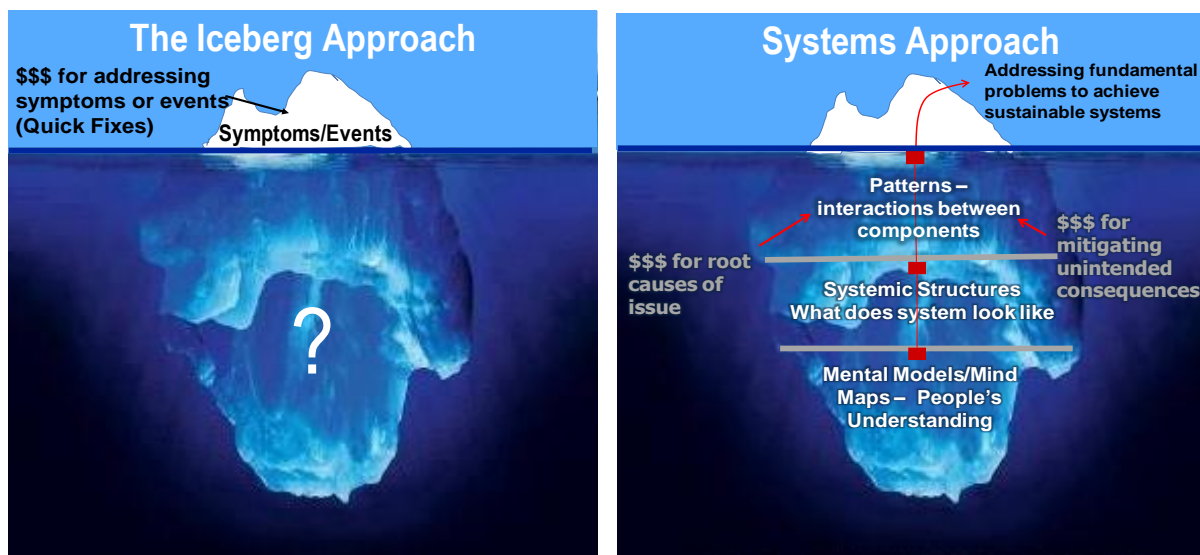 The Iceberg Approach
$$$ for addressing
symptoms or events
(Quick Fixes)
Symptoms/Events
?
Systems Approach
Addressing fundamental
problems to achieve
sustainable systems
Patterns –
interactions between
components
$$$ for
mitigating
unintended
consequences
$$$ for root
causes of
issue
Systemic Structures
What does system look like
Mental Models/Mind
Maps – People's
Understanding